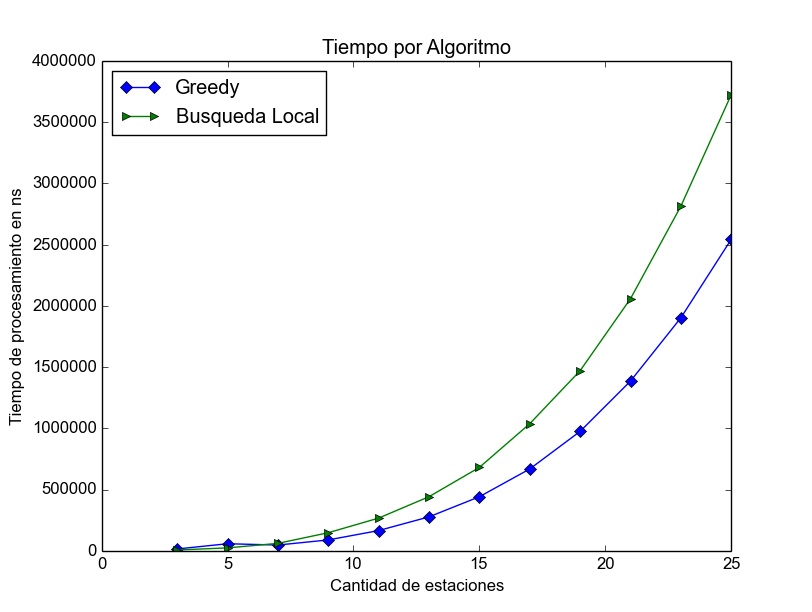 Tiempo por Algoritmo
4000000
Greedy
Busqueda Local
3500000
3000000
2500000
2000000
1500000
1000000
500000
0
0 5 10 15 20 25
Tiempo de procesamiento en ns
Cantidad de estaciones